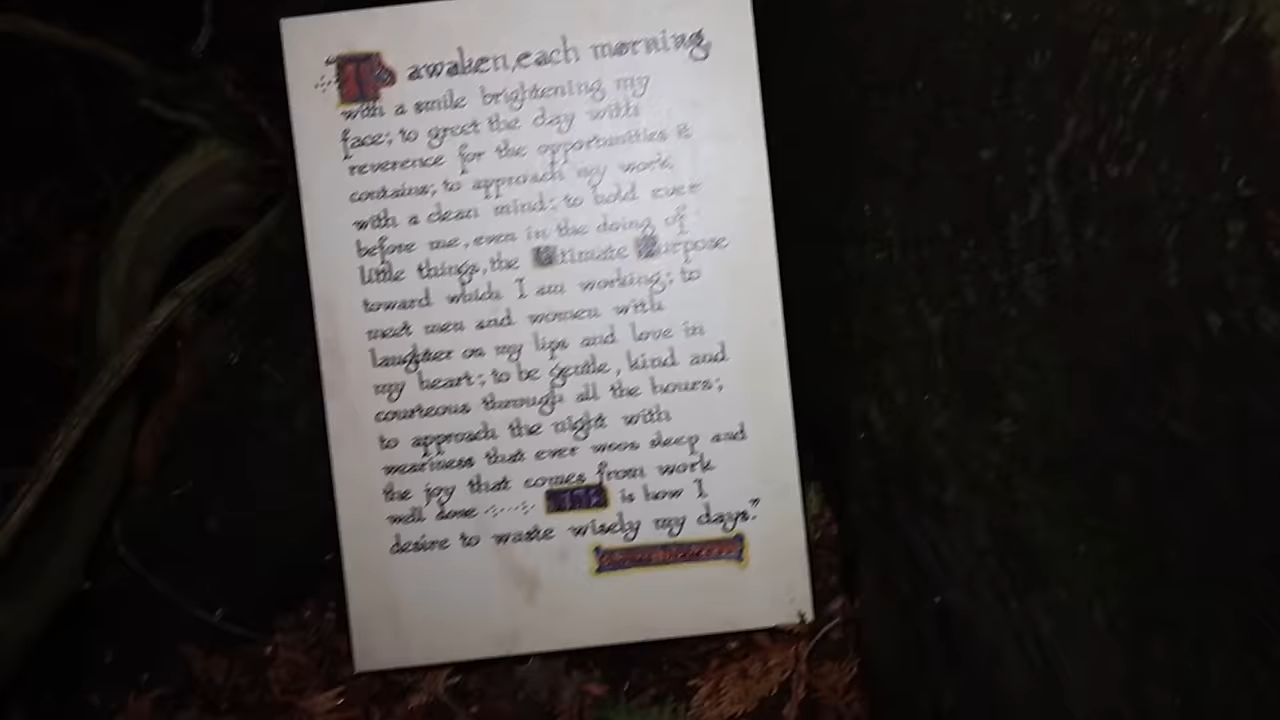 To awaken, each morning,
with a smile brightening my
face; to greet the day with
reverence for the opportunities it
contains; to approach my work
with a clean mind; to hold ever
before me, even in the doing of
little things, the Ultimate Purpose
toward which I am working; to
meet men and women with
laughter on my lips and love in
my heart; to be gentle, kind and
courteous through all the hours;
to approach the night with
weariness that ever woos sleep and
the joy that comes from work
well done ..... This is how I
desire to waste wisely my days."